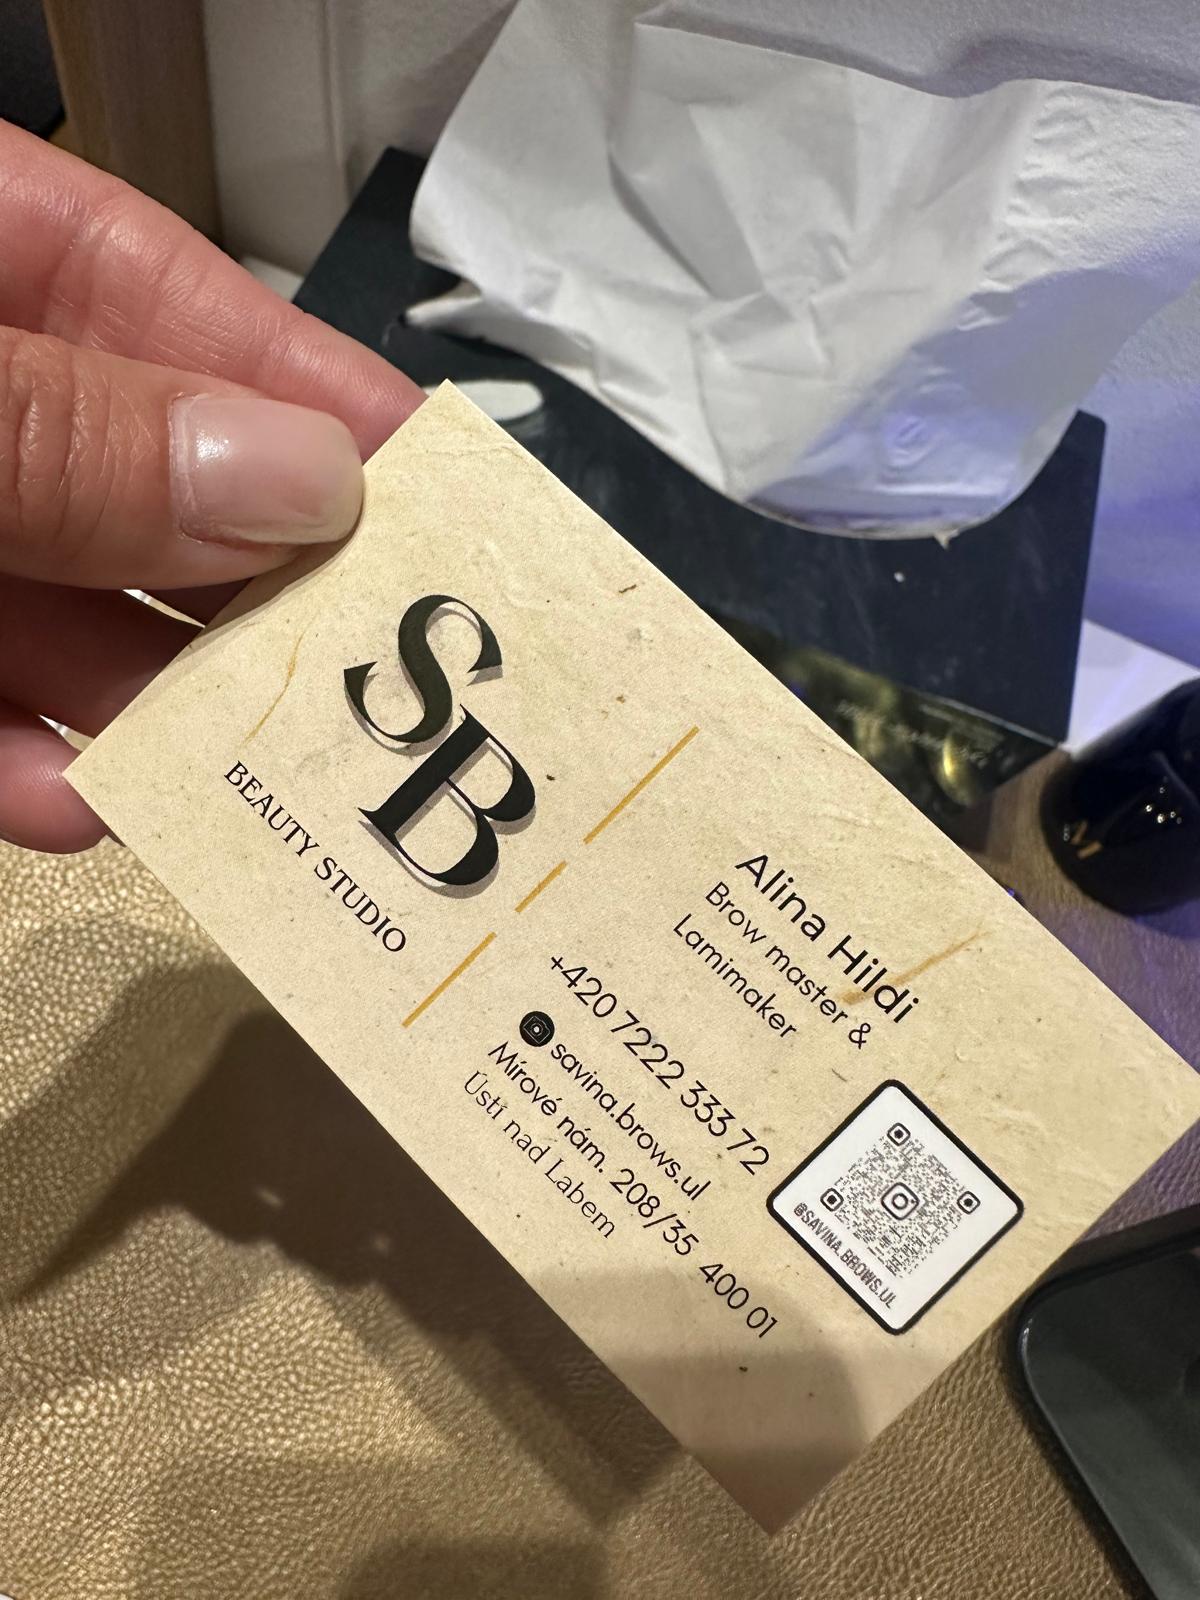 SB
BEAUTY STUDIO
Alina Hildi
Brow master &
Lamimaker
+420 7222 333 72
savina.brows.ul
Mírové nám. 208/35 400 01
Ústí nad Labem
@SAVINA.BROWS.UL
M